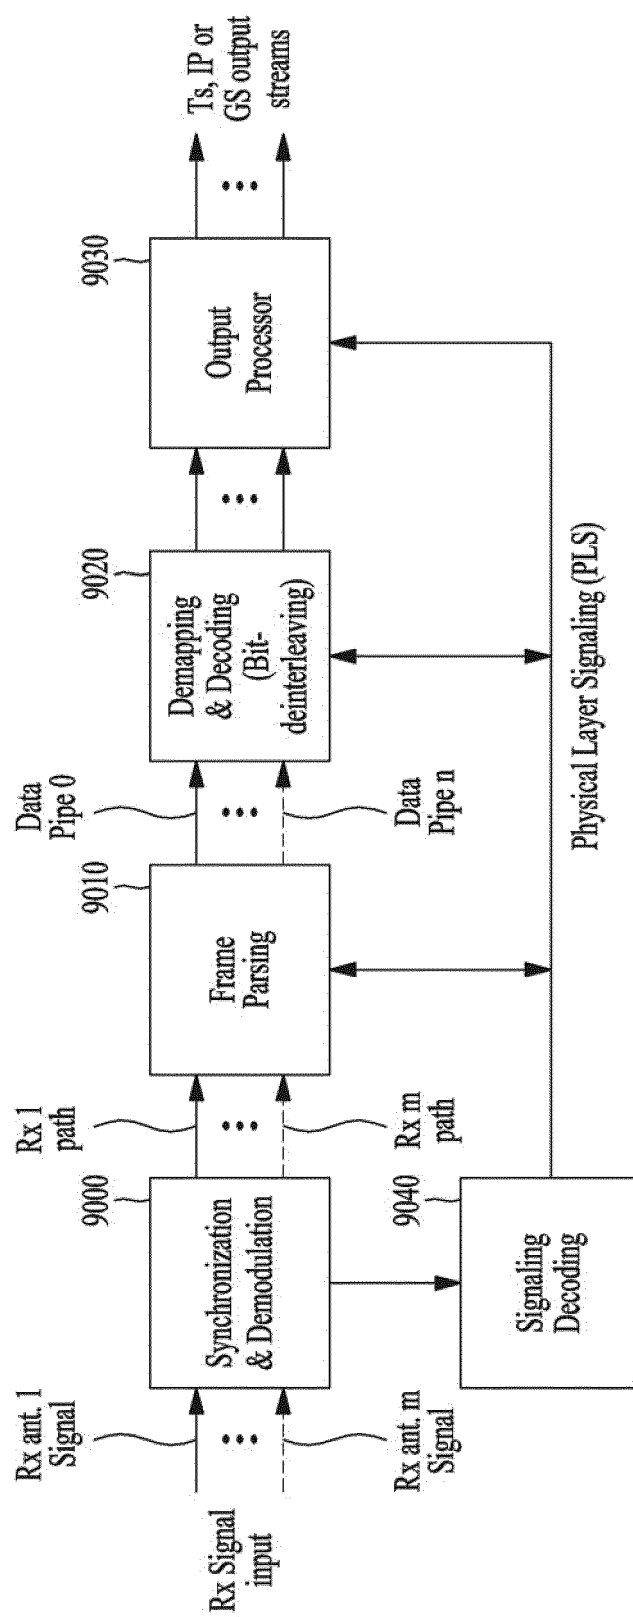 Rx Signal
input
Rx ant. 1
Signal
Rx ant. m
Signal
9000
Synchronization
& Demodulation
Rx 1
path
Rx m
path
9010
Frame
Parsing
Data
Pipe 0
Data
Pipe n
9020
Demapping
& Decoding
(Bit-
deinterleaving)
9030
Output
Processor
Ts, IP or
GS output
streams
9040
Signaling
Decoding
Physical Layer Signaling (PLS)